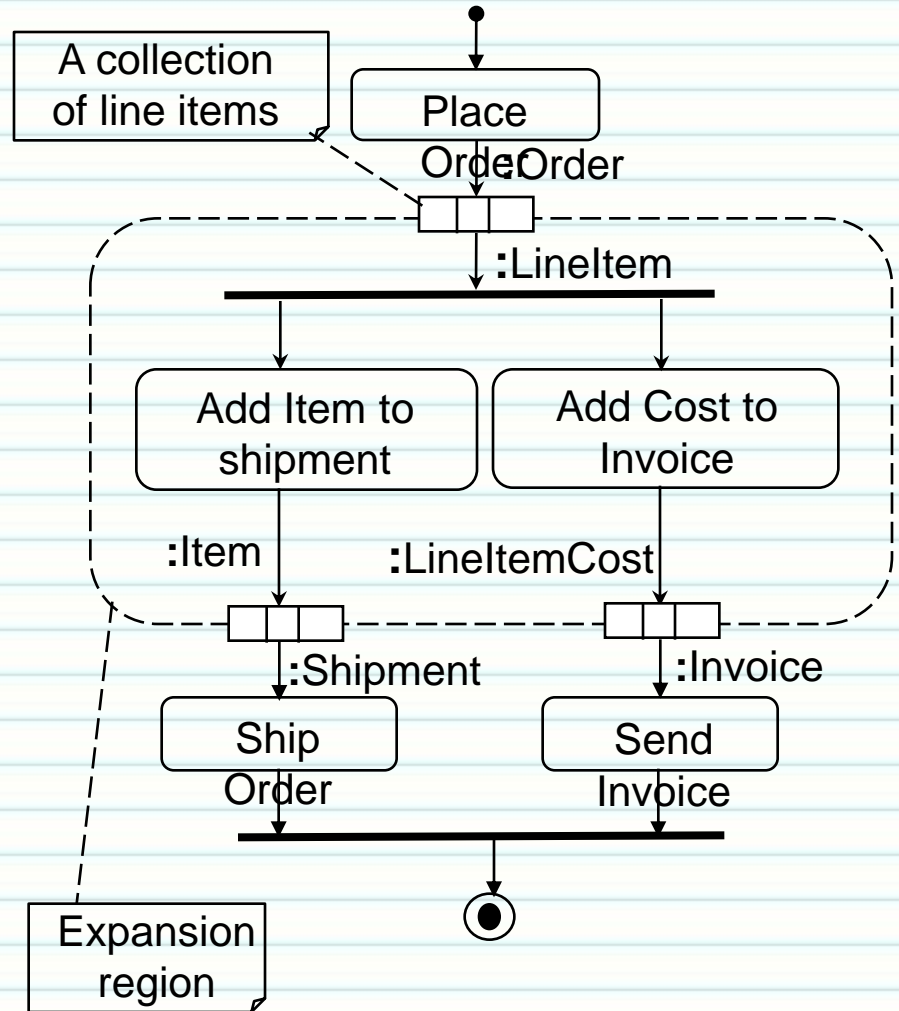 A collection
of line items
Place
Order
:Order
:LineItem
Add Item to
shipment
Add Cost to
Invoice
:Item
:LineItemCost
:Shipment
:Invoice
Ship
Order
Send
Invoice
Expansion
region